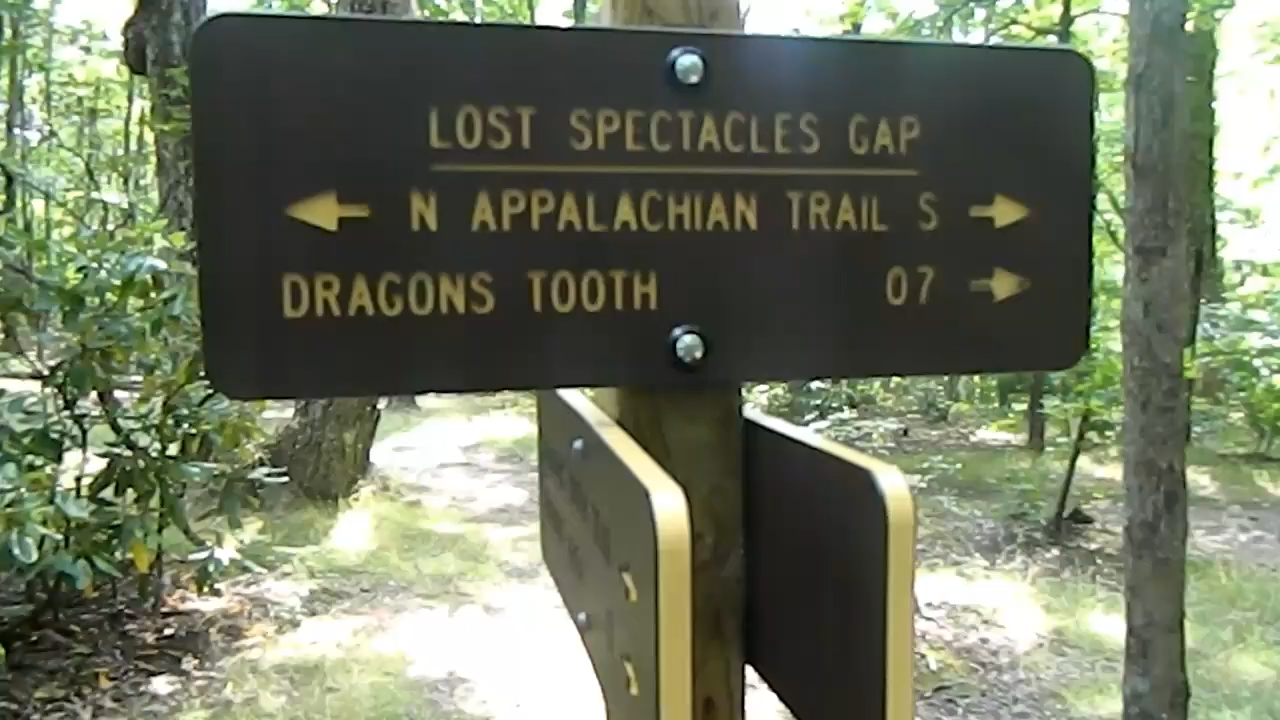 LOST SPECTACLES GAP
N APPALACHIAN TRAIL S
DRAGONS TOOTH 07